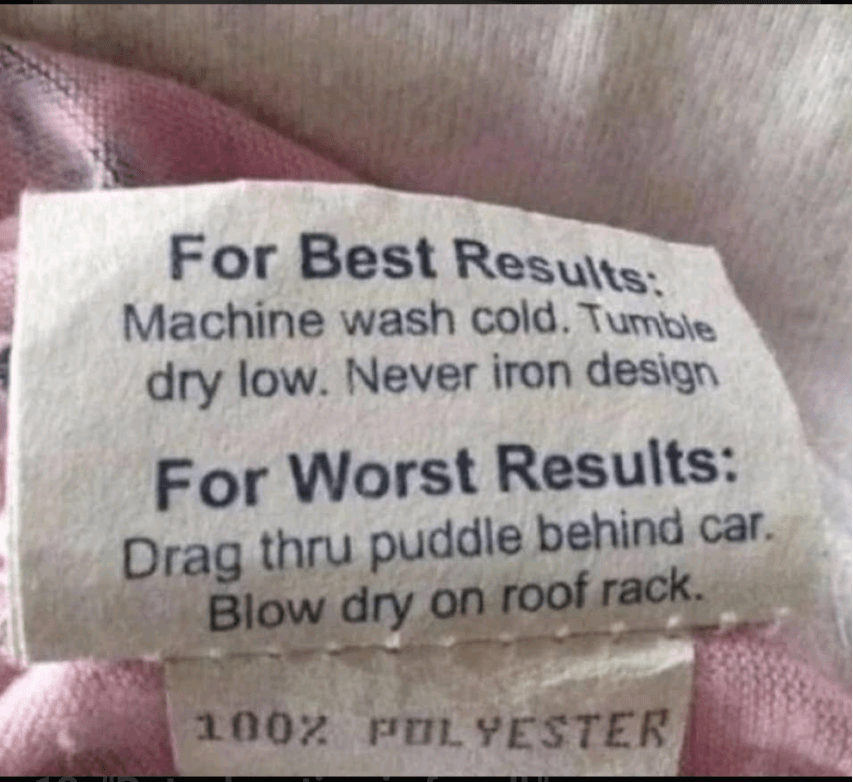 For Best Results:
Machine wash cold. Tumble
dry low. Never iron design
For Worst Results:
Drag thru puddle behind car.
Blow dry on roof rack.
100% POLYESTER